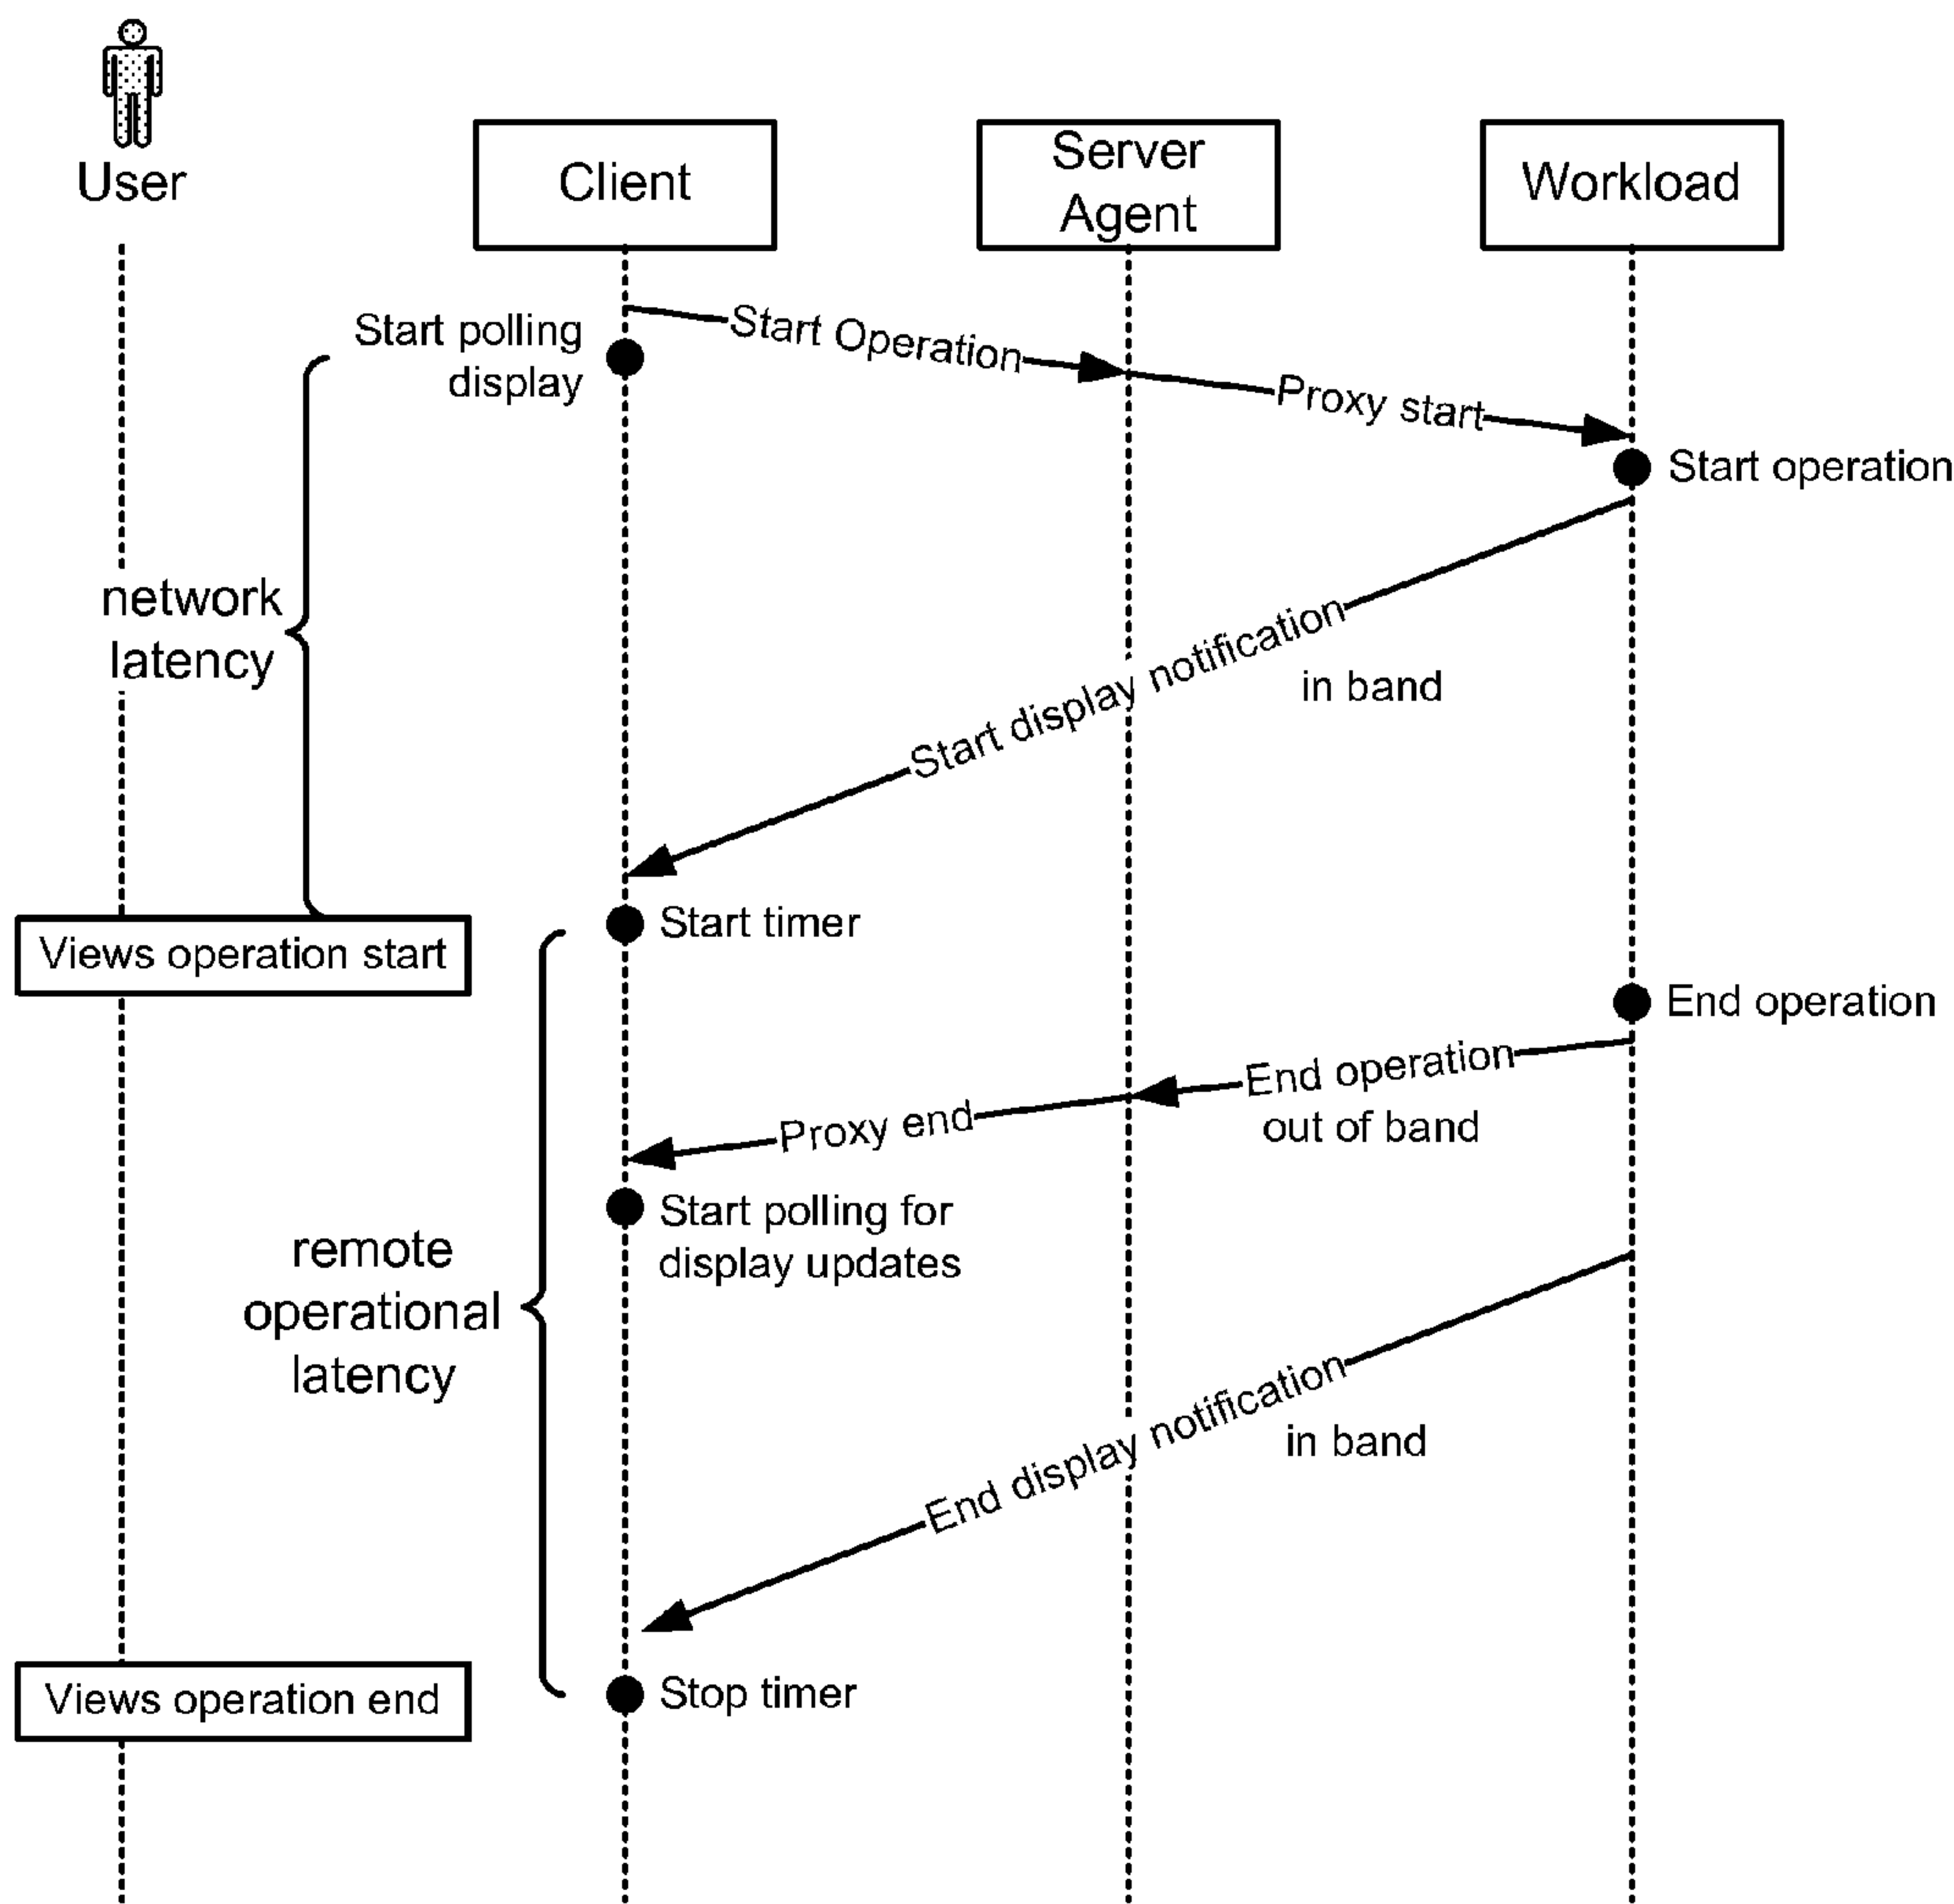 User
Client
Server
Agent
Workload
Start polling
display
Start Operation
Proxy start
Start operation
network
latency
Start display notification
in band
Start timer
Views operation start
End operation
End operation
out of band
Proxy end
Start polling for
display updates
remote
operational
latency
End display notification
in band
Views operation end
Stop timer